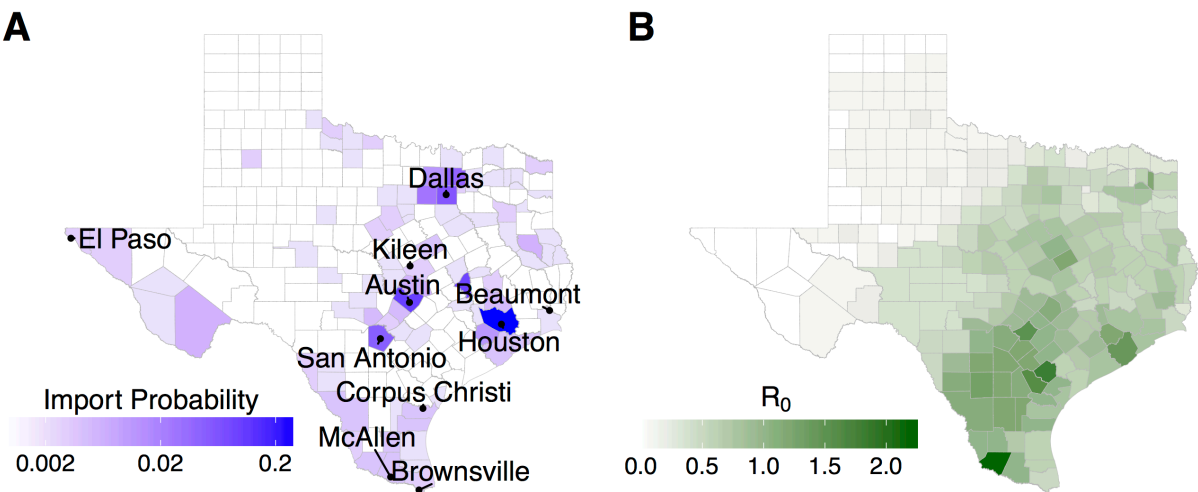 A
B
Dallas
El Paso
Kileen
Austin
Beaumont
Houston
San Antonio
Import Probability
Corpus Christi
R0
McAllen
0.002 0.02 0.2
0.0 0.5 1.0 1.5 2.0
Brownsville